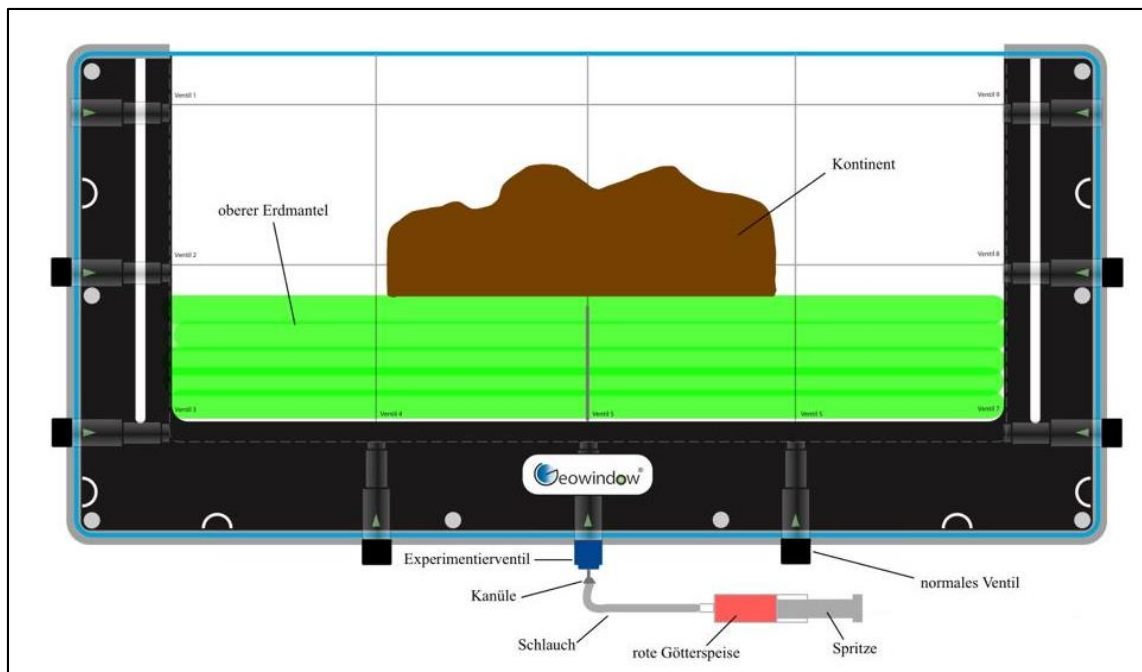 Ventil 1
Ventil 9
Kontinent
oberer Erdmantel
Ventil 2
Ventil 8
Ventil 3
Ventil 4
Ventil 5
Ventil 5
Ventil 7
Geowindow®
Experimentierventil
normales Ventil
Kanüle
Schlauch
rote Götterspeise
Spritze